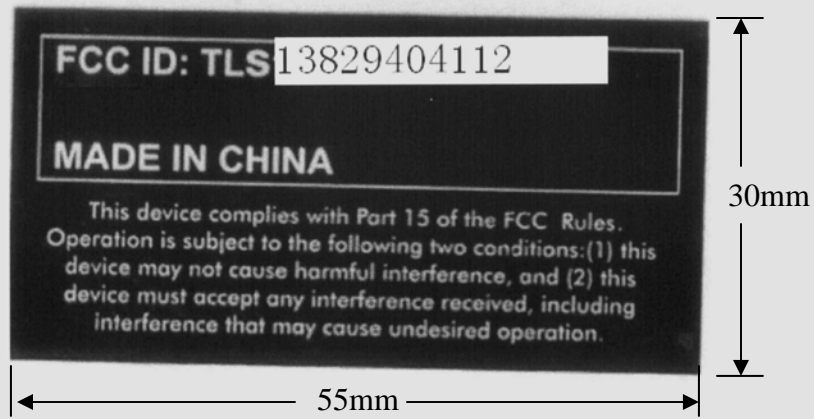 FCC ID: TLS13829404112
MADE IN CHINA
This device complies with Part 15 of the FCC Rules.
Operation is subject to the following two conditions:(1) this
device may not cause harmful interference, and (2) this
device must accept any interference received, including
interference that may cause undesired operation.
30mm
55mm